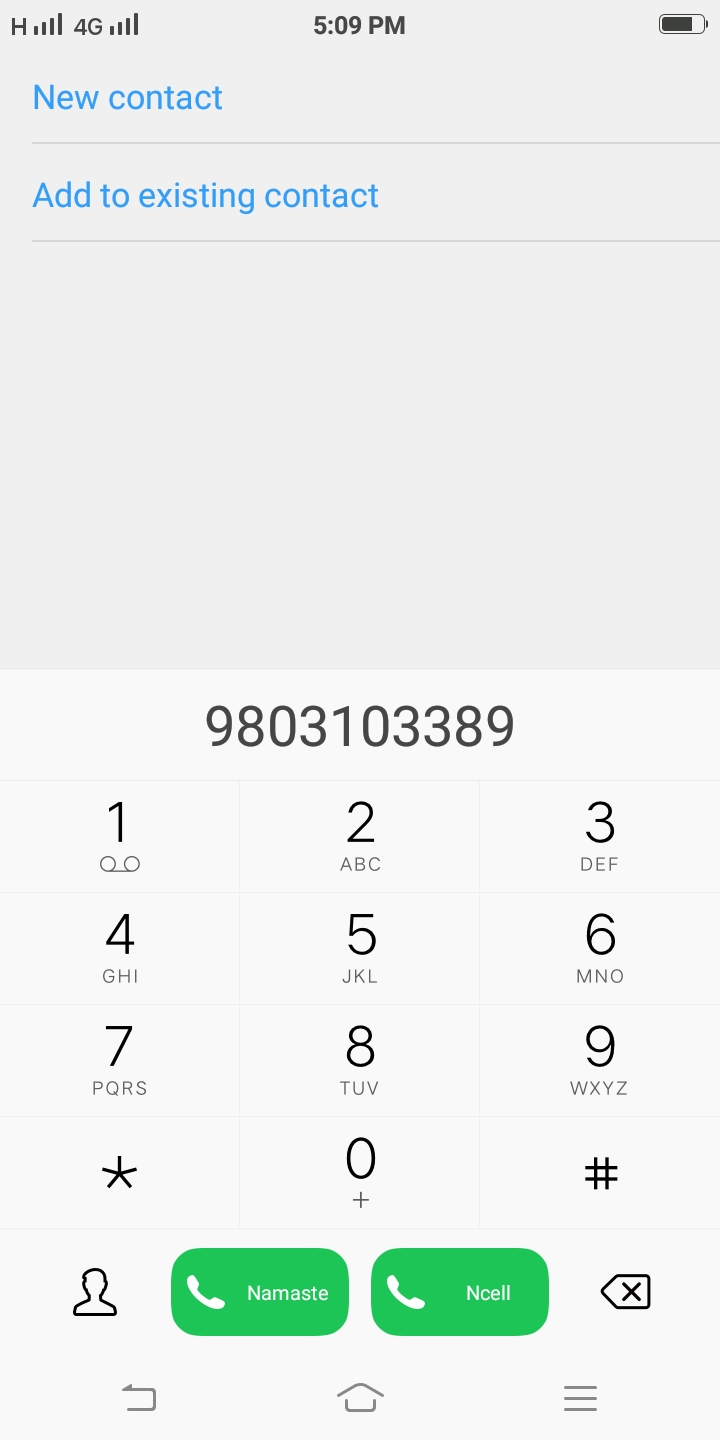 H 4G 5:09 PM
New contact
Add to existing contact
9803103389
1 2 3
ABC DEF
4 5 6
GHI JKL MNO
7 8 9
PQRS TUV WXYZ
* 0 #
+
Namaste Ncell